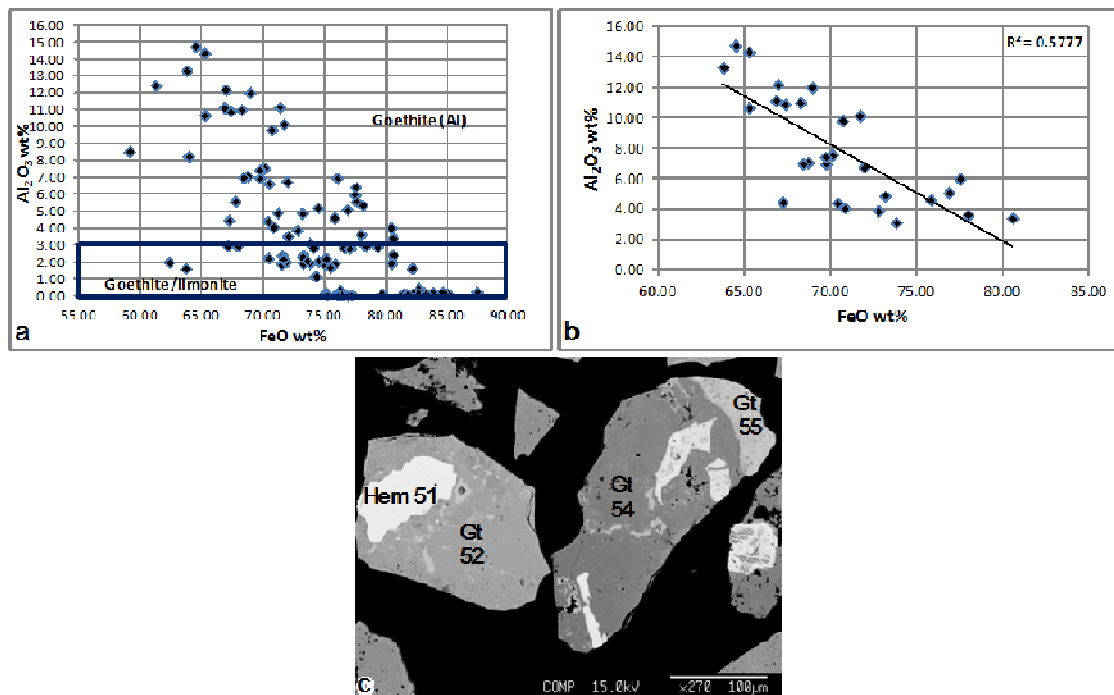 16.00
15.00
14.00
13.00
12.00
11.00
10.00
9.00
8.00
7.00
6.00
5.00
4.00
3.00
2.00
1.00
0.00
Al2O3 wt%
Goethite (Al)
Goethite/limonite
55.00 60.00 65.00 70.00 75.00 80.00 85.00 90.00
FeO wt%
a
16.00
14.00
12.00
10.00
8.00
6.00
4.00
2.00
0.00
Al2O3 wt%
R² = 0.5777
60.00 65.00 70.00 75.00 80.00 85.00
FeO wt%
b
Hem 51
Gt
52
Gt
54
Gt
55
c
COMP 15.0kV ×270 100µm